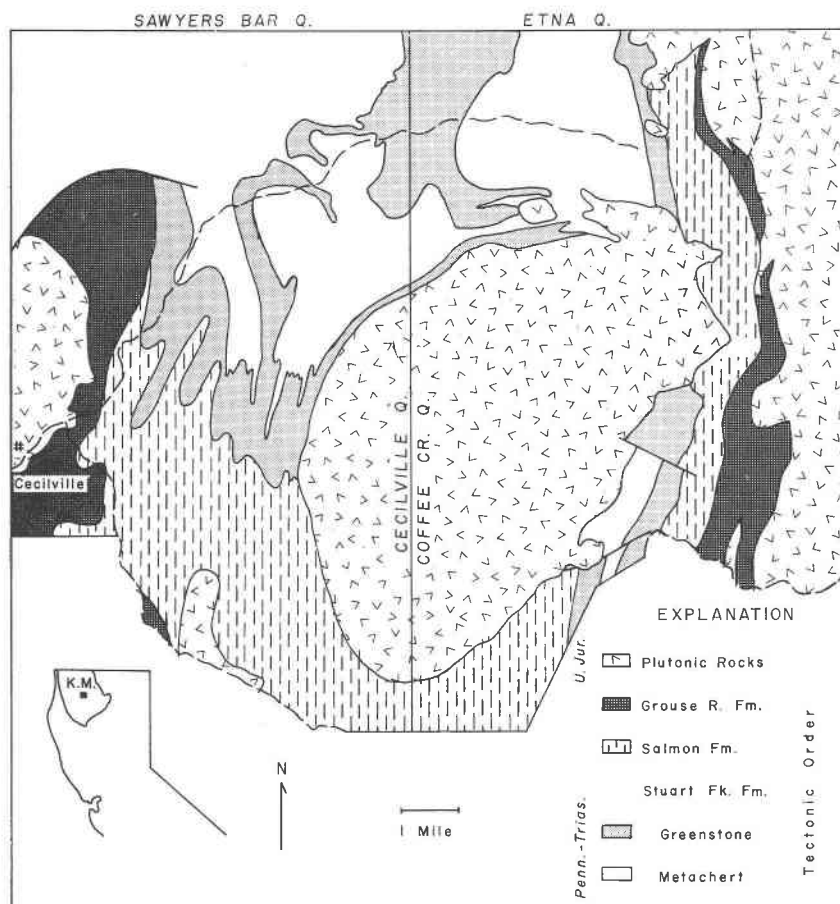 SAWYERS BAR Q.
ETNA Q.
CECILVILLE Q.
COFFEE CR. Q.
#
Cecilville
EXPLANATION
U. Jur.
Plutonic Rocks
Grouse R. Fm.
Salmon Fm.
Stuart Fk. Fm.
Penn.-Trias.
Greenstone
Metachert
Tectonic Order
K.M.
N
1 Mile